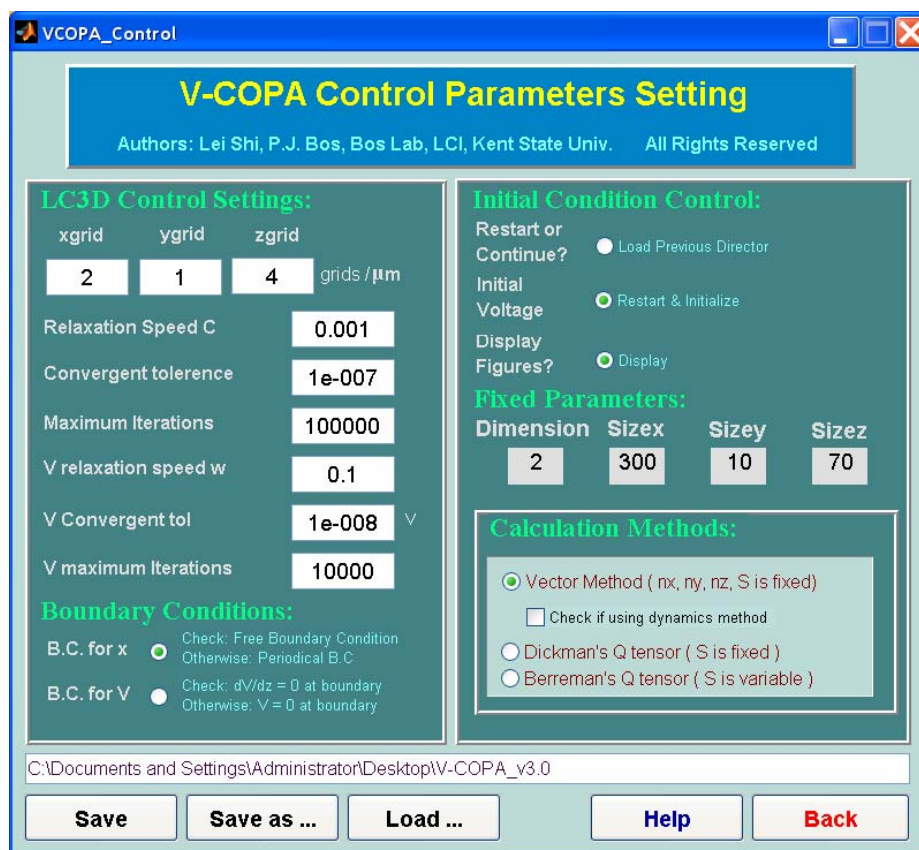 VCOPA_Control
V-COPA Control Parameters Setting
Authors: Lei Shi, P.J. Bos, Bos Lab, LCI, Kent State Univ. All Rights Reserved
LC3D Control Settings:
xgrid ygrid zgrid
2 1 4 grids / μm
Relaxation Speed C 0.001
Convergent tolerence 1e-007
Maximum Iterations 100000
V relaxation speed w 0.1
V Convergent tol 1e-008 V
V maximum Iterations 10000
Boundary Conditions:
B.C. for x
Check: Free Boundary Condition
Otherwise: Periodical B.C
B.C. for V
Check: dV/dz = 0 at boundary
Otherwise: V = 0 at boundary
Initial Condition Control:
Restart or
Continue?
Load Previous Director
Initial
Voltage
Restart & Initialize
Display
Figures?
Display
Fixed Parameters:
Dimension Sizex Sizey Sizez
2 300 10 70
Calculation Methods:
Vector Method ( nx, ny, nz, S is fixed)
Check if using dynamics method
Dickman's Q tensor ( S is fixed )
Berreman's Q tensor ( S is variable )
C:\Documents and Settings\Administrator\Desktop\V-COPA_v3.0
Save Save as ... Load ... Help Back